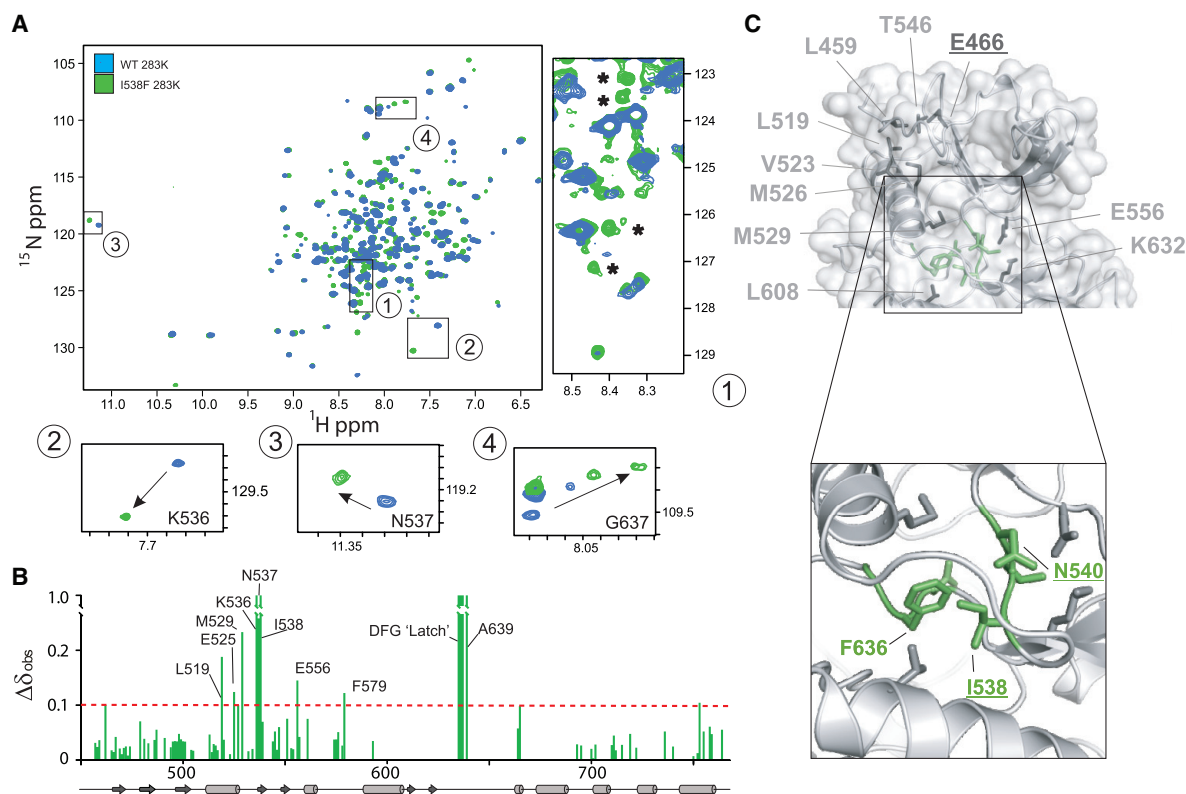 A
WT 283K
I538F 283K
105
110
115
120
125
130
15N ppm
11.0 10.5 10.0 9.5 9.0 8.5 8.0 7.5 7.0 6.5
1H ppm
4
3
1
2
*
*
*
*
123
124
125
126
127
128
129
8.5 8.4 8.3
1
2
129.5
K536
7.7
3
119.2
N537
11.35
4
109.5
G637
8.05
B
1.0
0.2
0.1
0
Δδobs
N537
K536
M529
I538
E525
L519
E556
F579
DFG 'Latch'
A639
500 600 700
C
T546
L459
E466
L519
V523
M526
M529
E556
K632
L608
N540
F636
I538